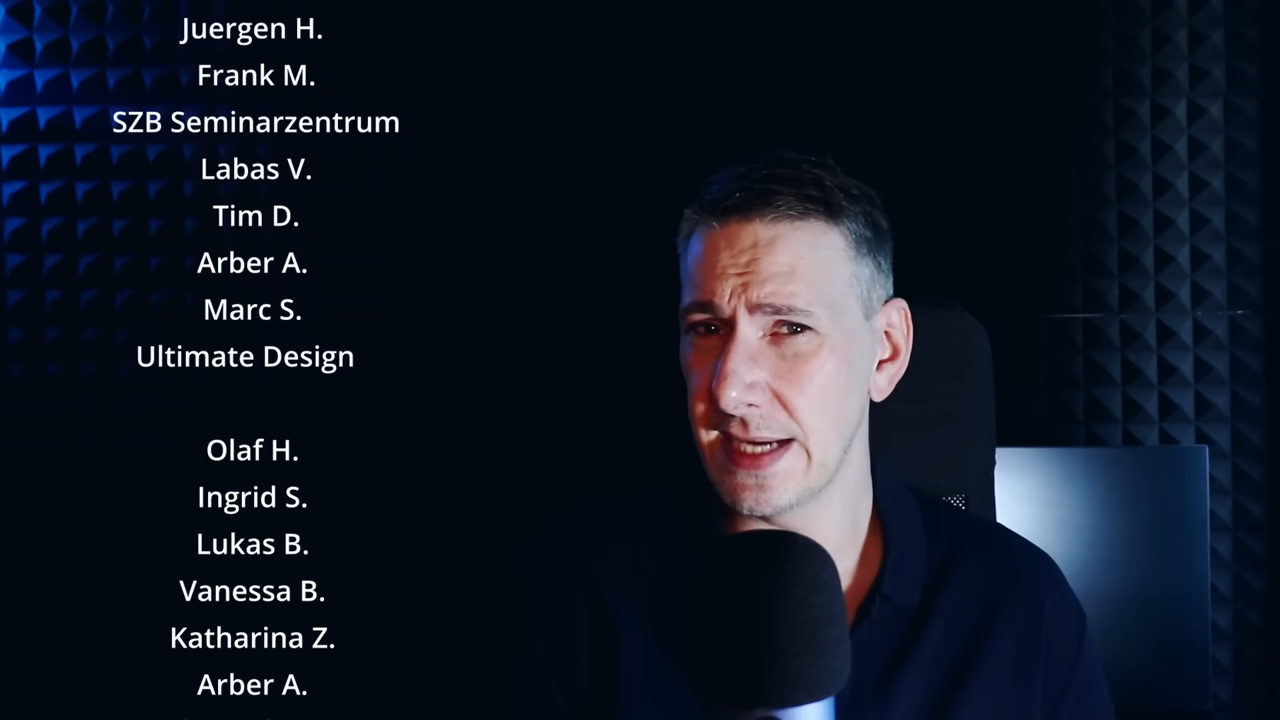 Juergen H.
Frank M.
SZB Seminarzentrum
Labas V.
Tim D.
Arber A.
Marc S.
Ultimate Design
Olaf H.
Ingrid S.
Lukas B.
Vanessa B.
Katharina Z.
Arber A.